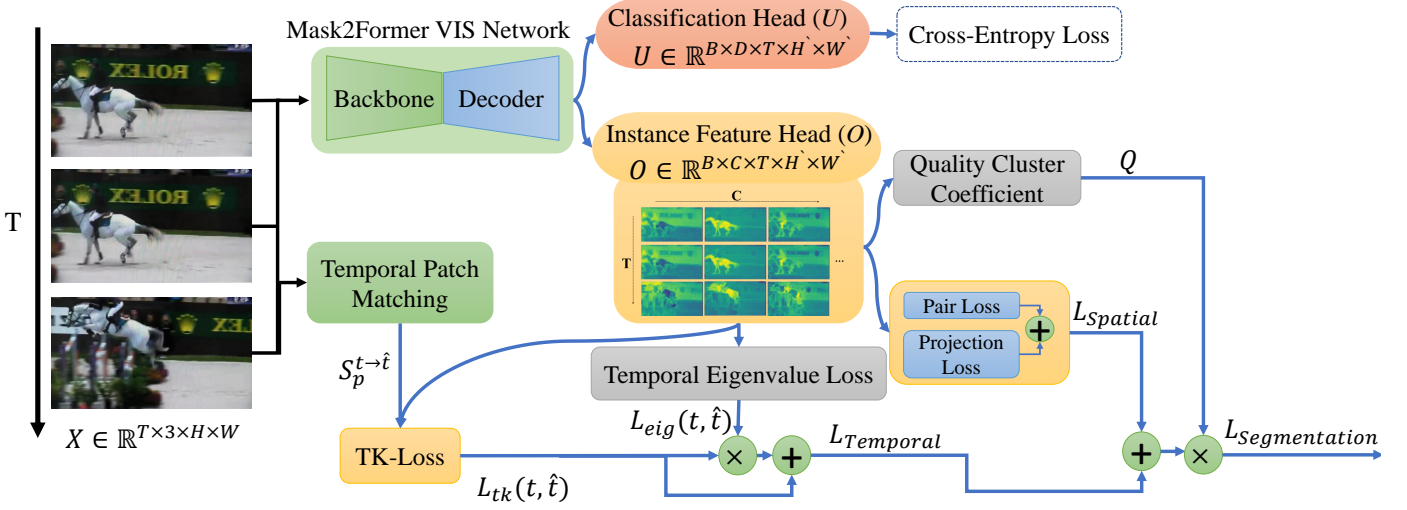 Mask2Former VIS Network
Backbone
Decoder
Classification Head (U)
U ∈ ℝ^{B×D×T×H`×W`}
Cross-Entropy Loss
Instance Feature Head (O)
O ∈ ℝ^{B×C×T×H`×W`}
C
T
...
Quality Cluster
Coefficient
Q
T
ROLEX
ROLEX
ROLEX
X ∈ ℝ^{T×3×H×W}
Temporal Patch
Matching
S_p^{t→t̂}
Pair Loss
Projection
Loss
+
L_{Spatial}
Temporal Eigenvalue Loss
L_{eig}(t, t̂)
TK-Loss
L_{tk}(t, t̂)
×
+
L_{Temporal}
+
×
L_{Segmentation}